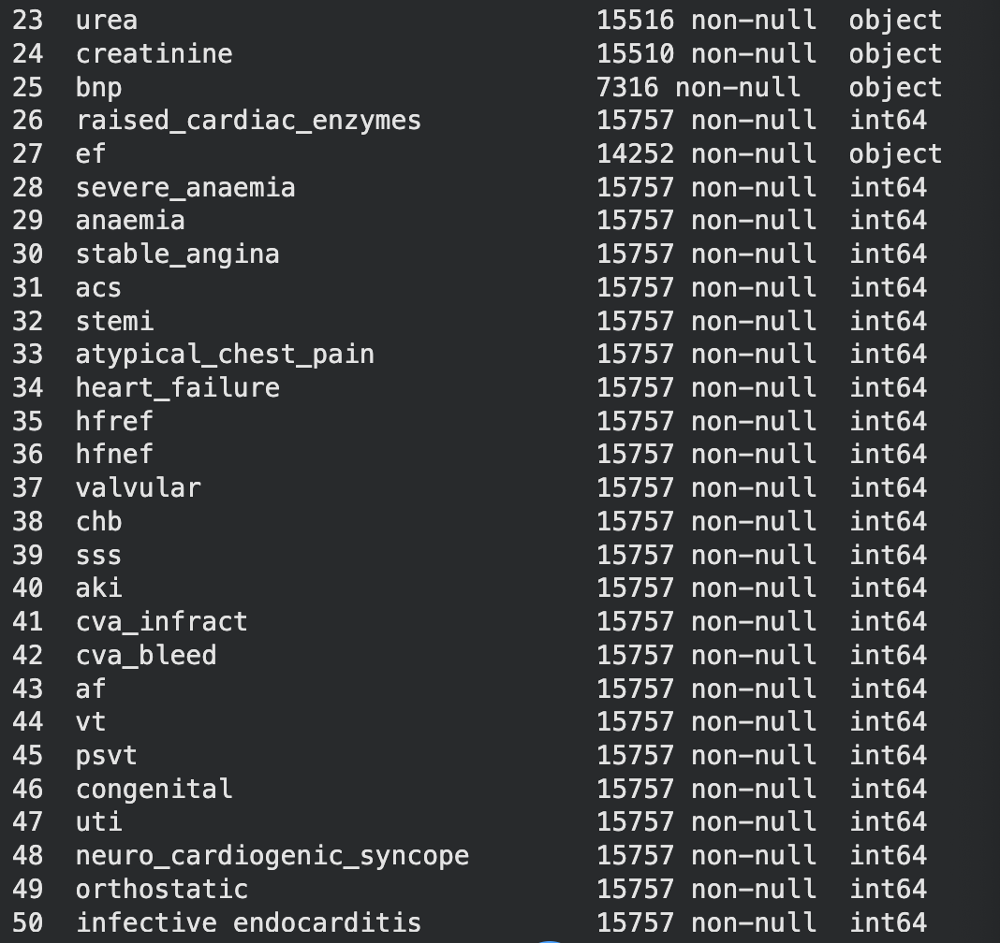 23 urea 15516 non-null object
24 creatinine 15510 non-null object
25 bnp 7316 non-null object
26 raised_cardiac_enzymes 15757 non-null int64
27 ef 14252 non-null object
28 severe_anaemia 15757 non-null int64
29 anaemia 15757 non-null int64
30 stable_angina 15757 non-null int64
31 acs 15757 non-null int64
32 stemi 15757 non-null int64
33 atypical_chest_pain 15757 non-null int64
34 heart_failure 15757 non-null int64
35 hfref 15757 non-null int64
36 hfnef 15757 non-null int64
37 valvular 15757 non-null int64
38 chb 15757 non-null int64
39 sss 15757 non-null int64
40 aki 15757 non-null int64
41 cva_infract 15757 non-null int64
42 cva_bleed 15757 non-null int64
43 af 15757 non-null int64
44 vt 15757 non-null int64
45 psvt 15757 non-null int64
46 congenital 15757 non-null int64
47 uti 15757 non-null int64
48 neuro_cardiogenic_syncope 15757 non-null int64
49 orthostatic 15757 non-null int64
50 infective endocarditis 15757 non-null int64